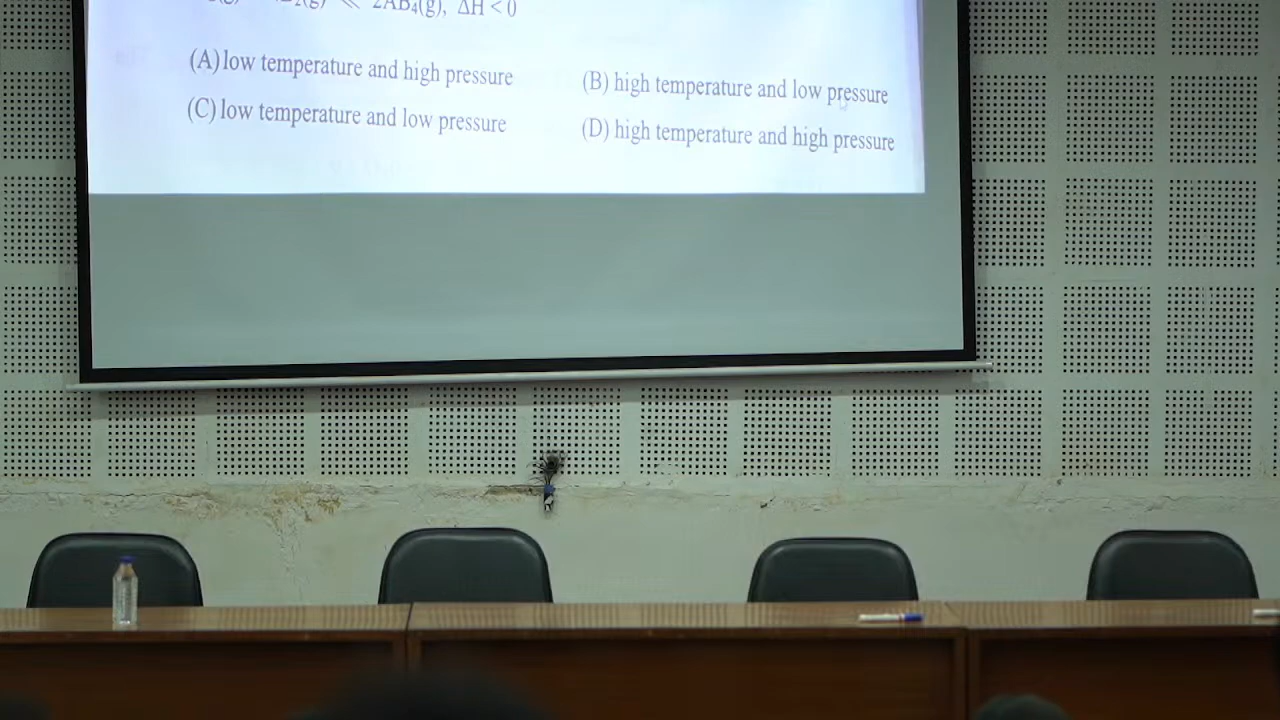 2AB₄(g), ΔH < 0
(A) low temperature and high pressure
(B) high temperature and low pressure
(C) low temperature and low pressure
(D) high temperature and high pressure